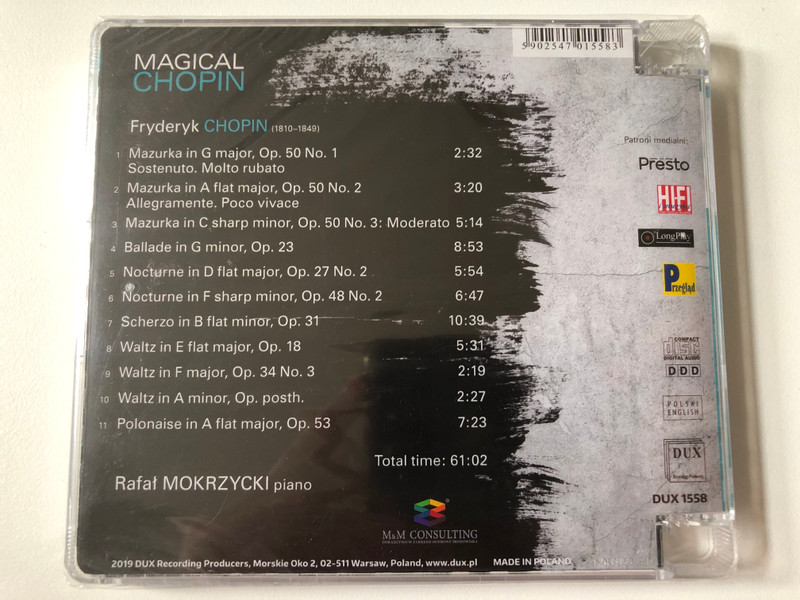 5902547015583
MAGICAL
CHOPIN
Fryderyk CHOPIN (1810–1849)
1 Mazurka in G major, Op. 50 No. 1 2:32
Sostenuto. Molto rubato
2 Mazurka in A flat major, Op. 50 No. 2 3:20
Allegramente. Poco vivace
3 Mazurka in C sharp minor, Op. 50 No. 3: Moderato 5:14
4 Ballade in G minor, Op. 23 8:53
5 Nocturne in D flat major, Op. 27 No. 2 5:54
6 Nocturne in F sharp minor, Op. 48 No. 2 6:47
7 Scherzo in B flat minor, Op. 31 10:39
8 Waltz in E flat major, Op. 18 5:31
9 Waltz in F major, Op. 34 No. 3 2:19
10 Waltz in A minor, Op. posth. 2:27
11 Polonaise in A flat major, Op. 53 7:23
Total time: 61:02
Rafał MOKRZYCKI piano
M&M CONSULTING
Patroni medialni:
Presto
HI-FI
LongPlay
Przegląd
COMPACT
disc
DIGITAL AUDIO
DDD
POLSKI
ENGLISH
DUX
DUX 1558
2019 DUX Recording Producers, Morskie Oko 2, 02-511 Warsaw, Poland, www.dux.pl MADE IN POLAND